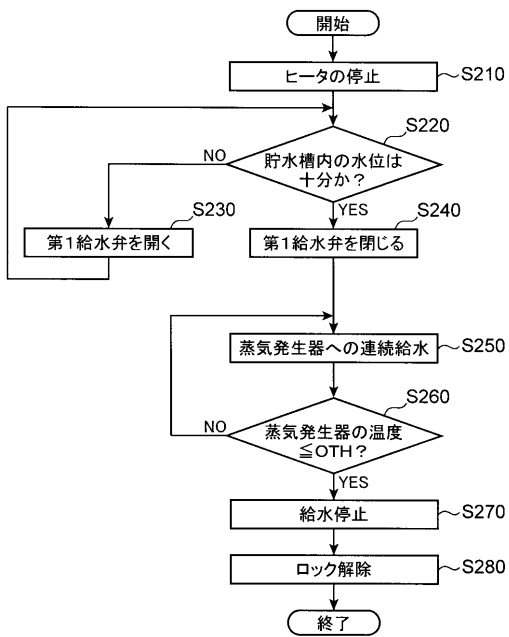 開始
ヒータの停止
S210
S220
貯水槽内の水位は
十分か？
NO
YES
S230
第1給水弁を開く
S240
第1給水弁を閉じる
蒸気発生器への連続給水
S250
S260
蒸気発生器の温度
≦OTH？
NO
YES
給水停止
S270
ロック解除
S280
終了